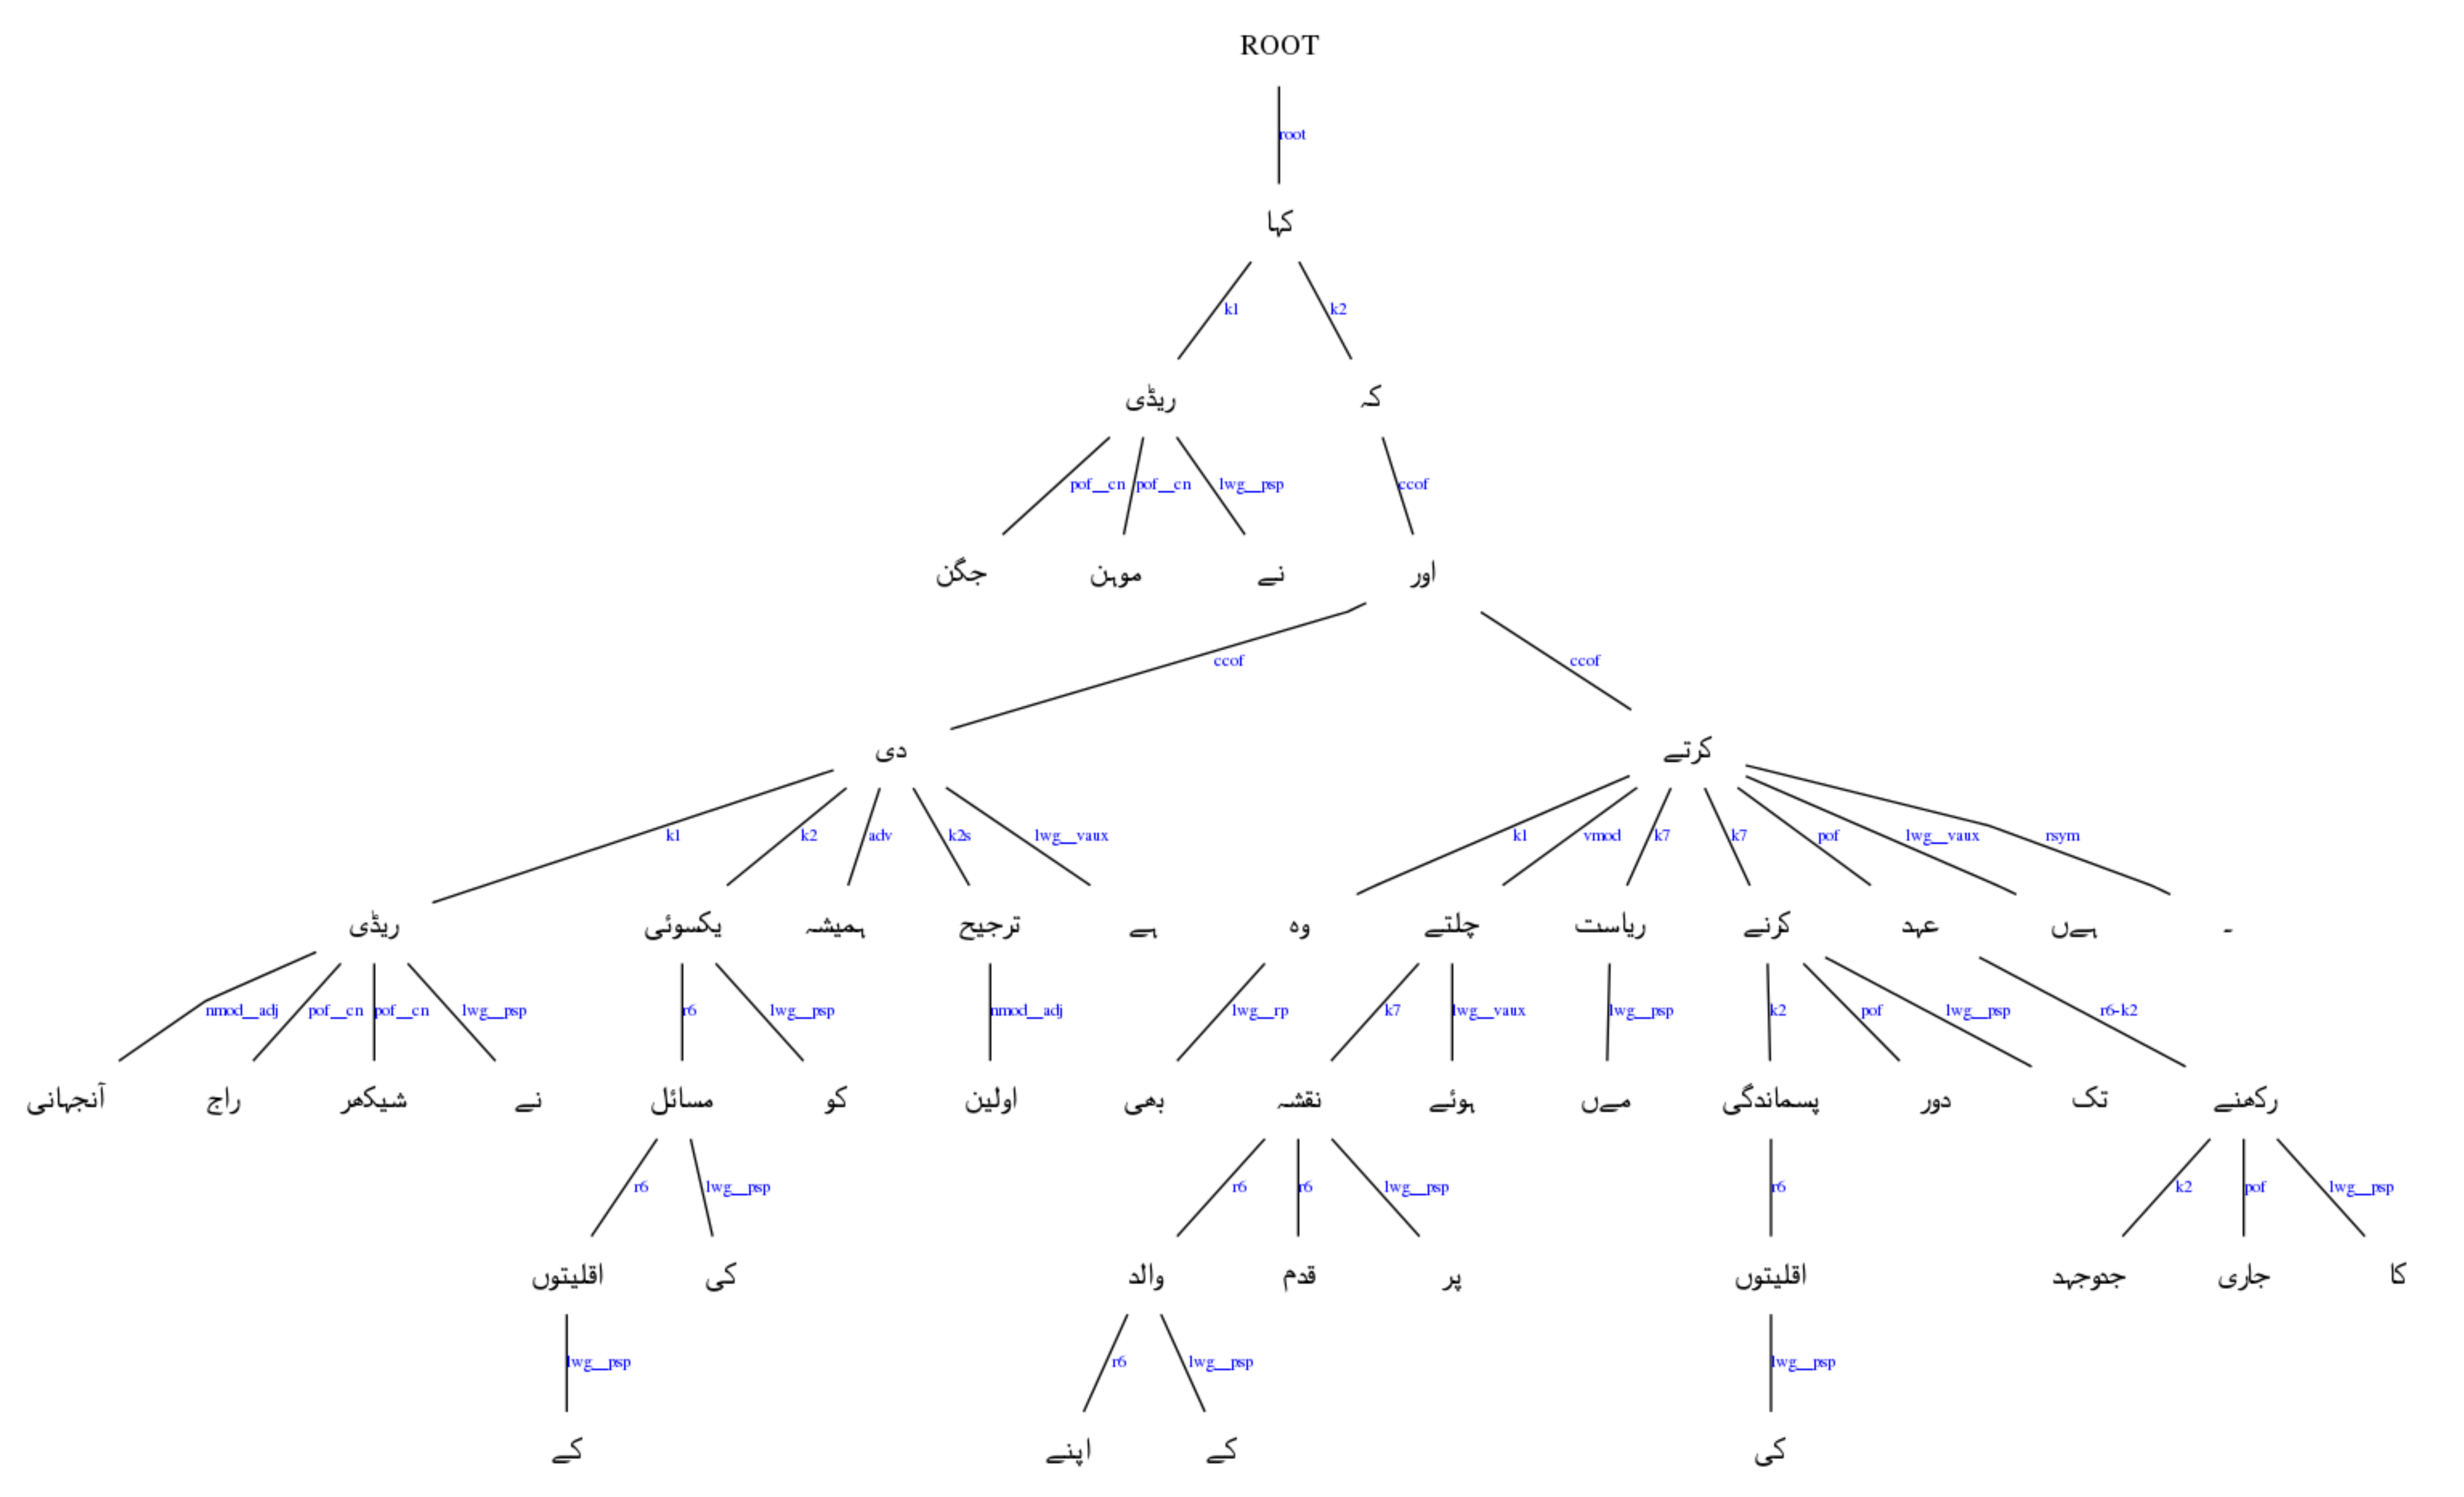 ROOT
root
کہا
k1 k2
ریڈی کہ
pof__cn pof__cn lwg__psp ccof
جگن موہن نے اور
ccof ccof
دی کرتے
k1 k2 adv k2s lwg__vaux k1 vmod k7 k7 pof lwg__vaux rsym
ریڈی یکسوئی ہمیشہ ترجیح ہے وہ چلتے ریاست کرنے عہد ہےں ۔
nmod__adj pof__cn pof__cn lwg__psp r6 lwg__psp nmod__adj lwg__rp k7 lwg__vaux lwg__psp k2 pof lwg__psp r6-k2
آنجہانی راج شیکھر نے مسائل کو اولین بھی نقشہ ہوئے مےں پسماندگی دور تک رکھنے
r6 lwg__psp r6 r6 lwg__psp r6 k2 pof lwg__psp
اقلیتوں کی والد قدم پر اقلیتوں جدوجہد جاری کا
lwg__psp r6 lwg__psp lwg__psp
کے اپنے کے کی